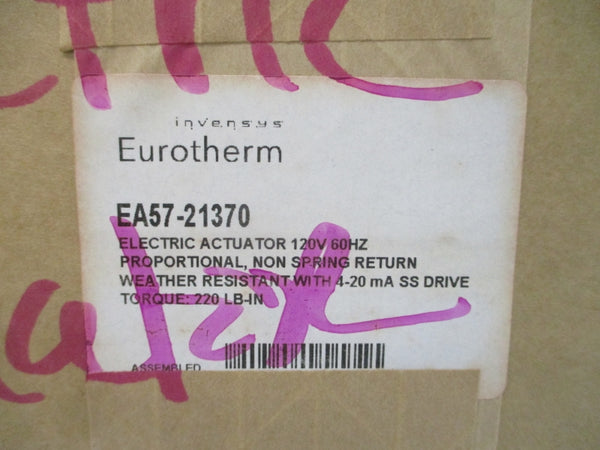 invensys
Eurotherm
EA57-21370
ELECTRIC ACTUATOR 120V 60HZ
PROPORTIONAL, NON SPRING RETURN
WEATHER RESISTANT WITH 4-20 mA SS DRIVE
TORQUE: 220 LB-IN
ASSEMBLED